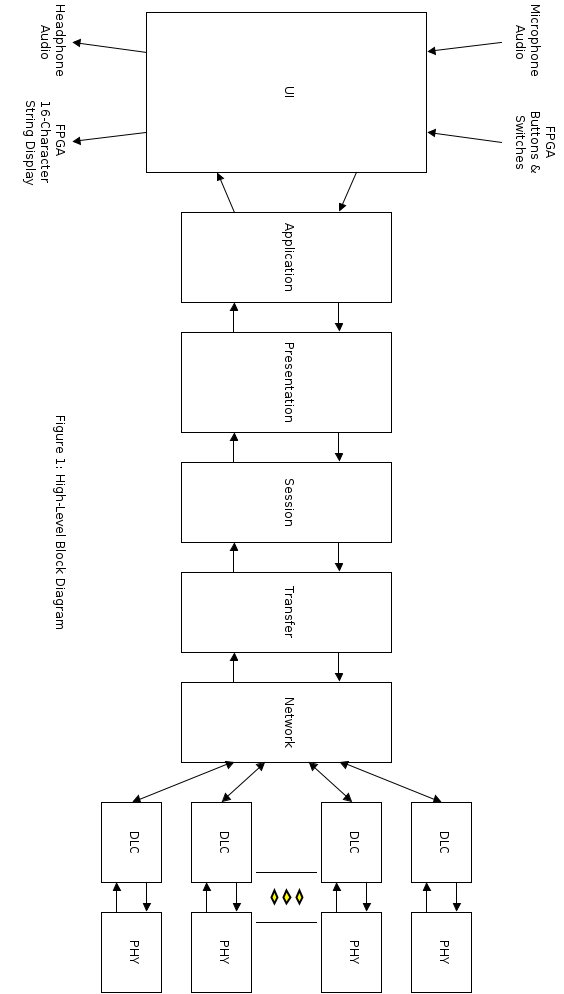 Microphone
Audio
FPGA
Buttons &
Switches
Headphone
Audio
FPGA
16-Character
String Display
UI
Application
Presentation
Session
Transfer
Network
DLC
DLC
DLC
DLC
PHY
PHY
PHY
PHY
Figure 1: High-Level Block Diagram